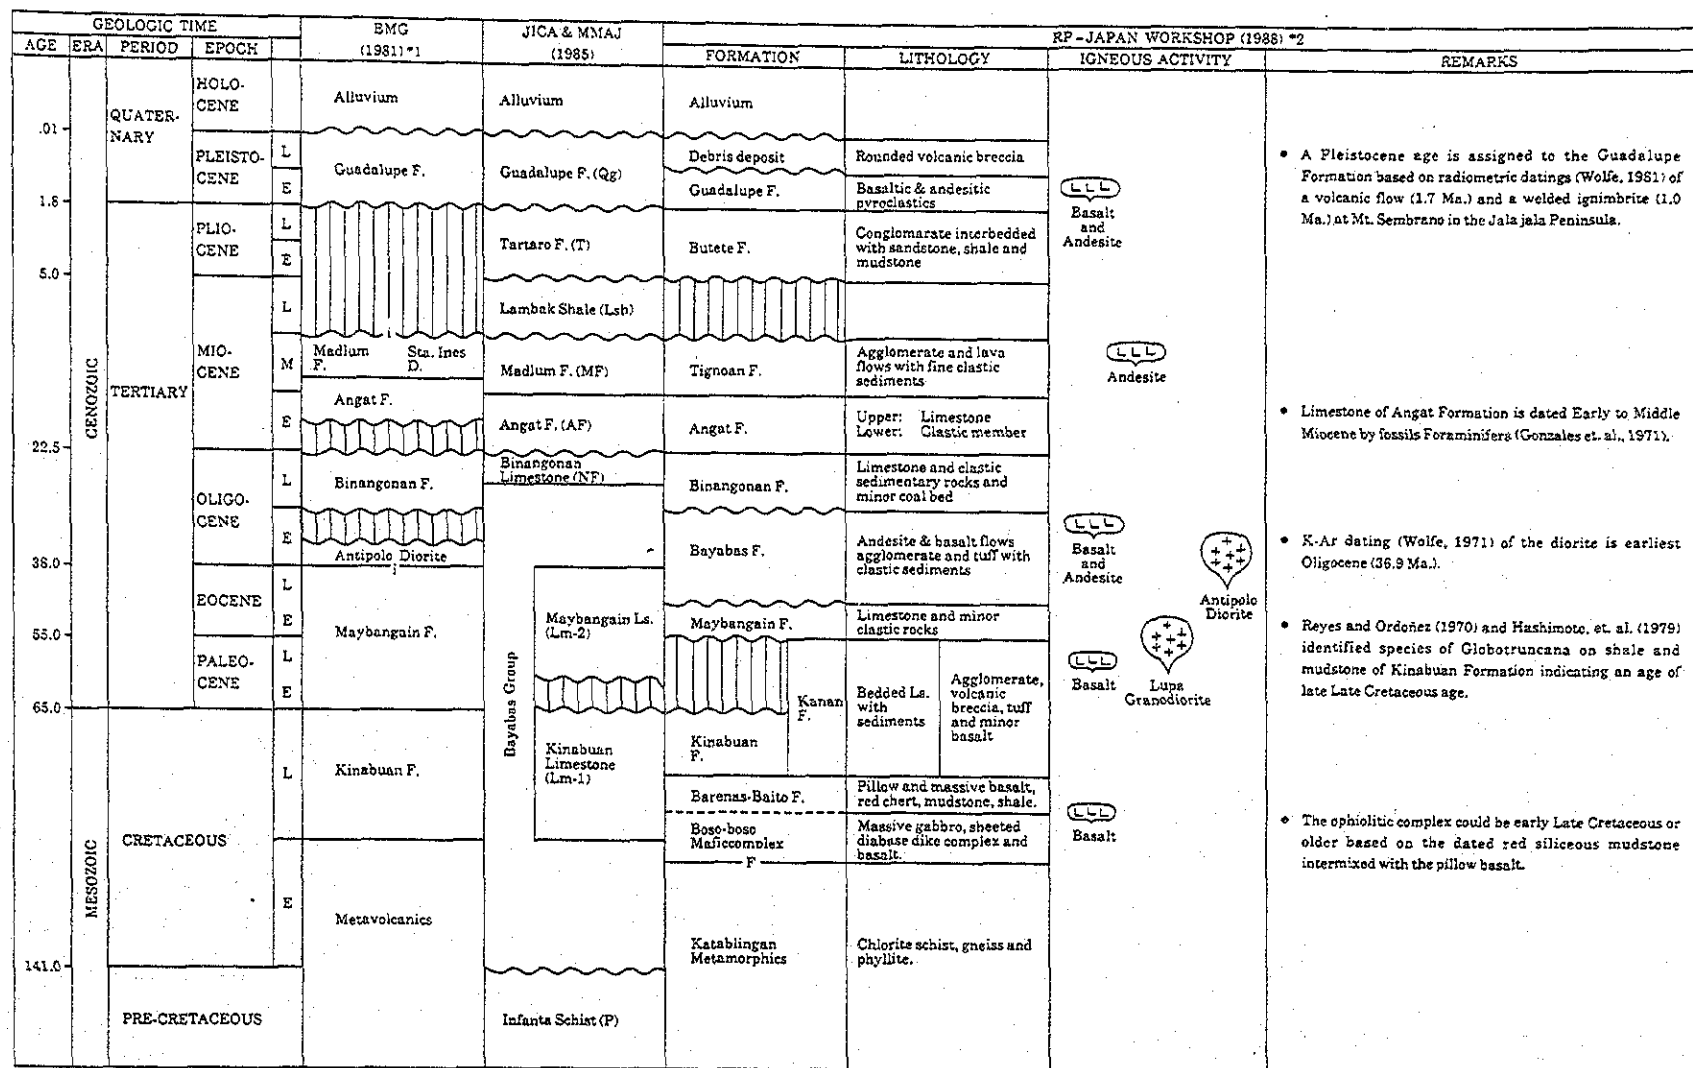 GEOLOGIC TIME
BMG
(1981) *1
JICA & MMAJ
(1985)
RP-JAPAN WORKSHOP (1988) *2
AGE ERA PERIOD EPOCH
FORMATION LITHOLOGY IGNEOUS ACTIVITY REMARKS
.01
1.8
5.0
22.5
38.0
55.0
65.0
141.0
CENOZOIC
MESOZOIC
QUATER-
NARY
TERTIARY
CRETACEOUS
PRE-CRETACEOUS
HOLO-
CENE
PLEISTO-
CENE
L
E
PLIO-
CENE
L
E
MIO-
CENE
L
M
E
OLIGO-
CENE
L
E
EOCENE
L
E
PALEO-
CENE
L
E
L
E
Alluvium
Guadalupe F.
Madlum
F.
Sta. Ines
D.
Angat F.
Binangonan F.
Antipolo Diorite
Maybangain F.
Kinabuan F.
Metavolcanics
Alluvium
Guadalupe F. (Qg)
Tartaro F. (T)
Lambak Shale (Lsh)
Madlum F. (MF)
Angat F. (AF)
Binangonan
Limestone (NF)
Bayabas Group
Maybangain Ls.
(Lm-2)
Kinabuan
Limestone
(Lm-1)
Infanta Schist (P)
Alluvium
Debris deposit
Guadalupe F.
Butete F.
Tignoan F.
Angat F.
Binangonan F.
Bayabas F.
Maybangain F.
Kanan
F.
Kinabuan
F.
Barenas-Baito F.
Boso-boso
Maficcomplex
F
Katablingan
Metamorphics
Rounded volcanic breccia
Basaltic & andesitic
pyroclastics
Conglomarate interbedded
with sandstone, shale and
mudstone
Agglomerate and lava
flows with fine clastic
sediments
Upper: Limestone
Lower: Clastic member
Limestone and clastic
sedimentary rocks and
minor coal bed
Andesite & basalt flows
agglomerate and tuff with
clastic sediments
Limestone and minor
clastic rocks
Bedded Ls.
with
sediments
Agglomerate,
volcanic
breccia, tuff
and minor
basalt
Pillow and massive basalt,
red chert, mudstone, shale.
Massive gabbro, sheeted
diabase dike complex and
basalt.
Chlorite schist, gneiss and
phyllite.
Basalt
and
Andesite
Andesite
Basalt
and
Andesite
Antipolo
Diorite
Basalt
Lupa
Granodiorite
Basalt
• A Pleistocene age is assigned to the Guadalupe
Formation based on radiometric datings (Wolfe, 1981) of
a volcanic flow (1.7 Ma.) and a welded ignimbrite (1.0
Ma.) at Mt. Sembrano in the Jala jala Peninsula.
• Limestone of Angat Formation is dated Early to Middle
Miocene by fossils Foraminifers (Gonzales et. al., 1971).
• K-Ar dating (Wolfe, 1971) of the diorite is earliest
Oligocene (36.9 Ma.).
• Reyes and Ordoñez (1970) and Hashimoto, et. al. (1979)
identified species of Globotruncana on shale and
mudstone of Kinabuan Formation indicating an age of
late Late Cretaceous age.
• The ophiolitic complex could be early Late Cretaceous or
older based on the dated red siliceous mudstone
intermixed with the pillow basalt.